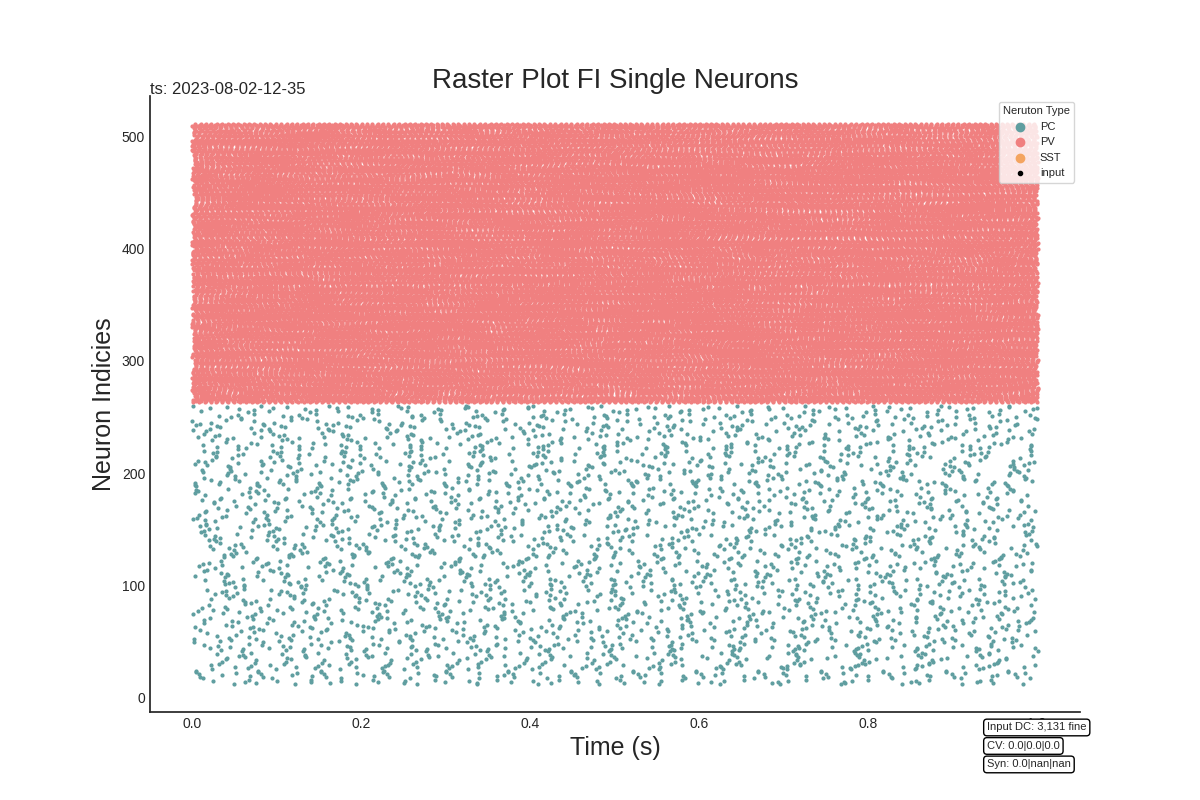 Raster Plot FI Single Neurons
ts: 2023-08-02-12-35
Neruton Type
PC
PV
SST
input
Neuron Indicies
500
400
300
200
100
0
0.0 0.2 0.4 0.6 0.8
Time (s)
Input DC: 3,131 fine
CV: 0.0|0.0|0.0
Syn: 0.0|nan|nan